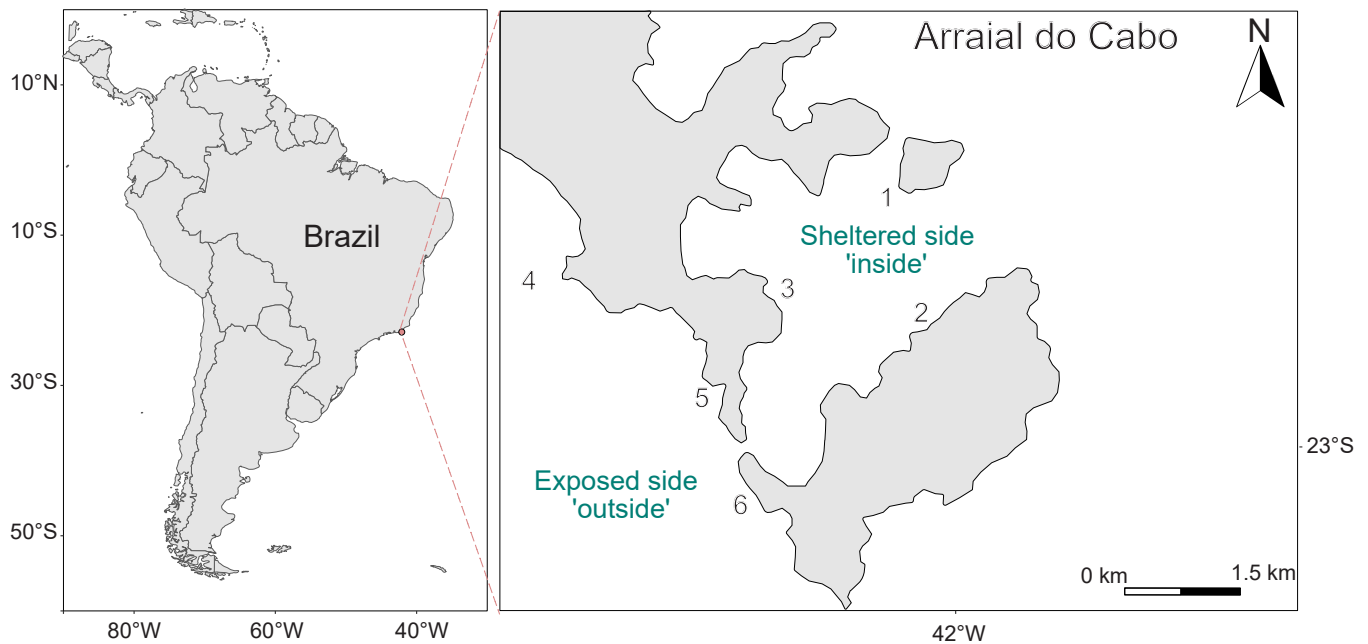 Arraial do Cabo
N
10°N
1
10°S
Brazil
Sheltered side
'inside'
4
3
2
30°S
5
23°S
Exposed side
'outside'
6
50°S
0 km
1.5 km
80°W
60°W
40°W
42°W